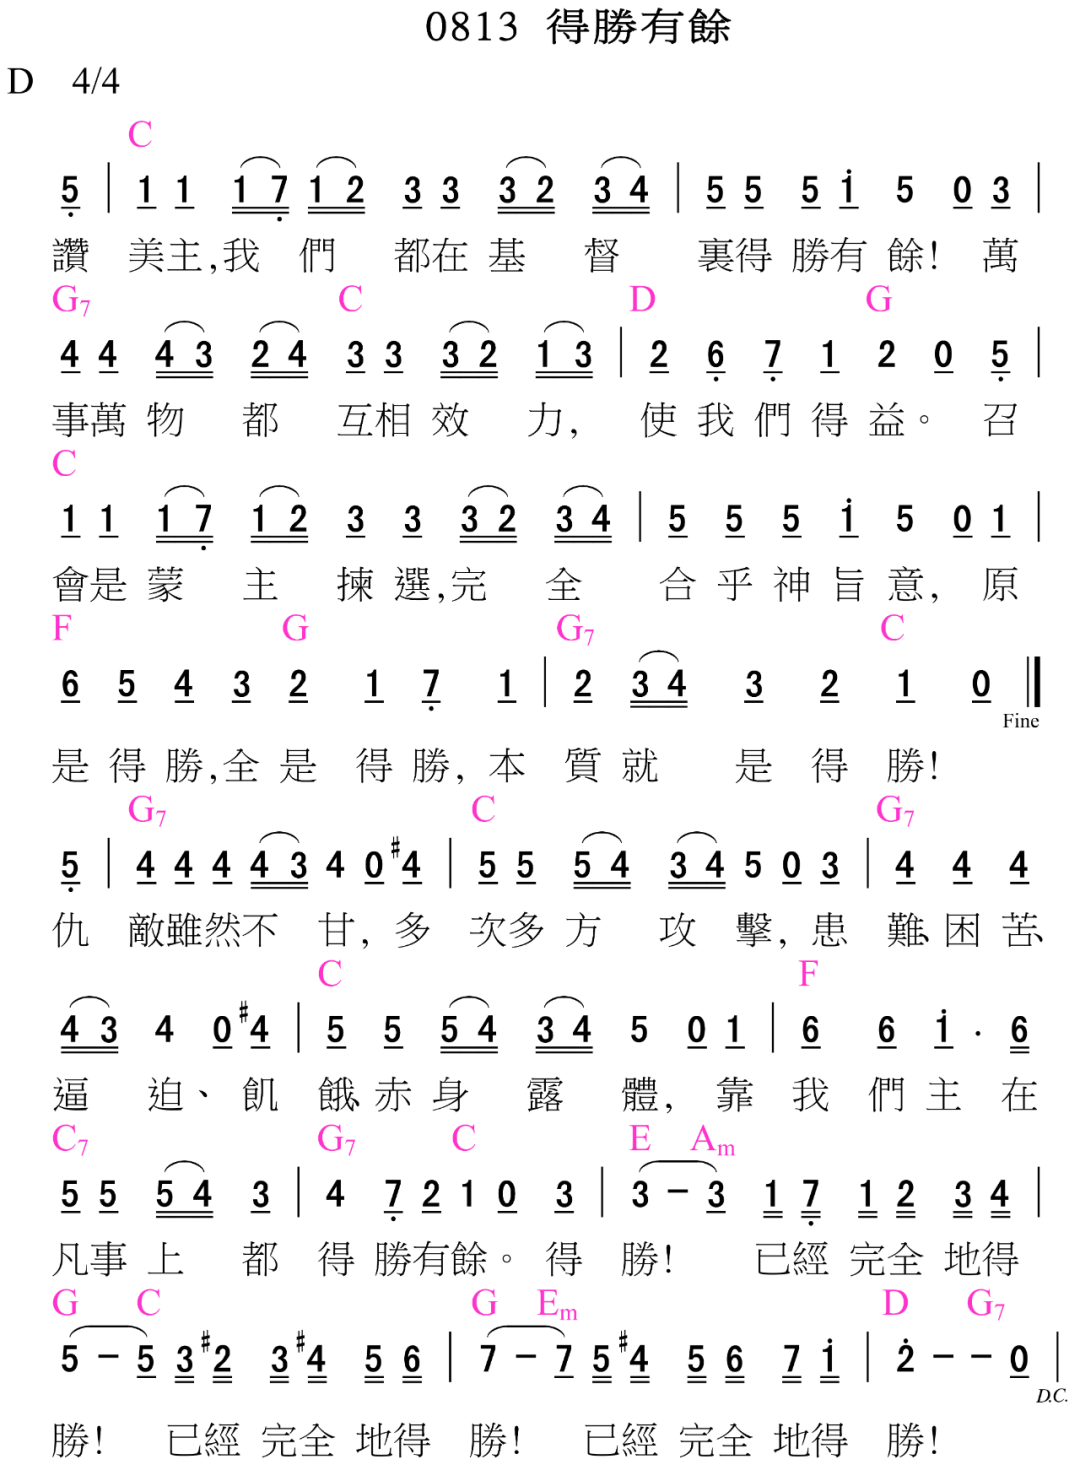 0813 得勝有餘
D 4/4
C
5 | 1 1 1 7 1 2 3 3 3 2 3 4 | 5 5 5 i 5 0 3 |
讚 美主,我 們 都在 基 督 裏得 勝有 餘! 萬
G7 C D G
4 4 4 3 2 4 3 3 3 2 1 3 | 2 6 7 1 2 0 5 |
事萬 物 都 互相 效 力, 使 我 們 得 益。 召
C
1 1 1 7 1 2 3 3 3 2 3 4 | 5 5 5 i 5 0 1 |
會是 蒙 主 揀 選,完 全 合 乎 神 旨 意, 原
F G G7 C
6 5 4 3 2 1 7 1 | 2 3 4 3 2 1 0 ‖
Fine
是 得 勝,全 是 得 勝, 本 質 就 是 得 勝!
G7 C G7
5 | 4 4 4 4 3 4 0 #4 | 5 5 5 4 3 4 5 0 3 | 4 4 4
仇 敵雖然不 甘, 多 次多 方 攻 擊, 患 難、困 苦、
C F
4 3 4 0 #4 | 5 5 5 4 3 4 5 0 1 | 6 6 i · 6
逼 迫、 飢 餓、赤 身 露 體, 靠 我 們 主 在
C7 G7 C E Am
5 5 5 4 3 | 4 7 2 1 0 3 | 3 – 3 1 7 1 2 3 4 |
凡事 上 都 得 勝有餘。 得 勝! 已經 完全 地得
G C G Em D G7
5 – 5 3 #2 3 #4 5 6 | 7 – 7 5 #4 5 6 7 i | 2 – – 0 |
D.C.
勝! 已經 完全 地得 勝! 已經 完全 地得 勝!